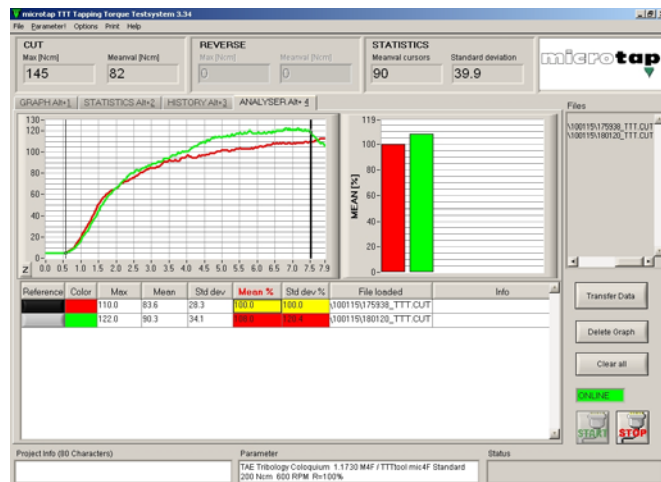 microtap TTT Tapping Torque Testsystem 3.34
File Parameter! Options Print Help
CUT
Max [Ncm] Meanval [Ncm]
145 82
REVERSE
Max [Ncm] Meanval [Ncm]
0 0
STATISTICS
Meanval cursors Standard deviation
90 39.9
microtap
GRAPH Alt+1 STATISTICS Alt+2 HISTORY Alt+3 ANALYSER Alt+4
Files
\100115\175938_TTT.CUT
\100115\180120_TTT.CUT
130
120
100
80
60
40
20
0
Z 0.0 0.5 1.0 1.5 2.0 2.5 3.0 3.5 4.0 4.5 5.0 5.5 6.0 6.5 7.0 7.5 7.9
MEAN [%]
119
100
80
60
40
20
0
Reference Color Max Mean Std dev Mean % Std dev % File loaded Info
110.0 83.6 28.3 100.0 100.0 \100115\175938_TTT.CUT
122.0 90.3 34.1 \100115\180120_TTT.CUT
Transfer Data
Delete Graph
Clear all
ONLINE
START STOP
Project Info (80 Characters)
Parameter
TAE Tribology Coloquium 1.1730 M4F / TTTtool mic4F Standard
200 Ncm 600 RPM R=100%
Status